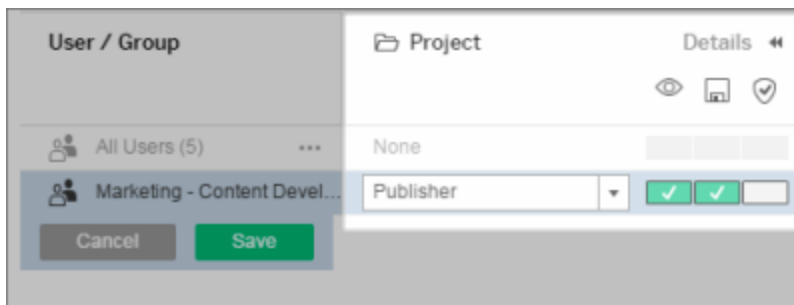 User / Group Project Details
All Users (5) ... None
Marketing - Content Devel... Publisher
Cancel Save